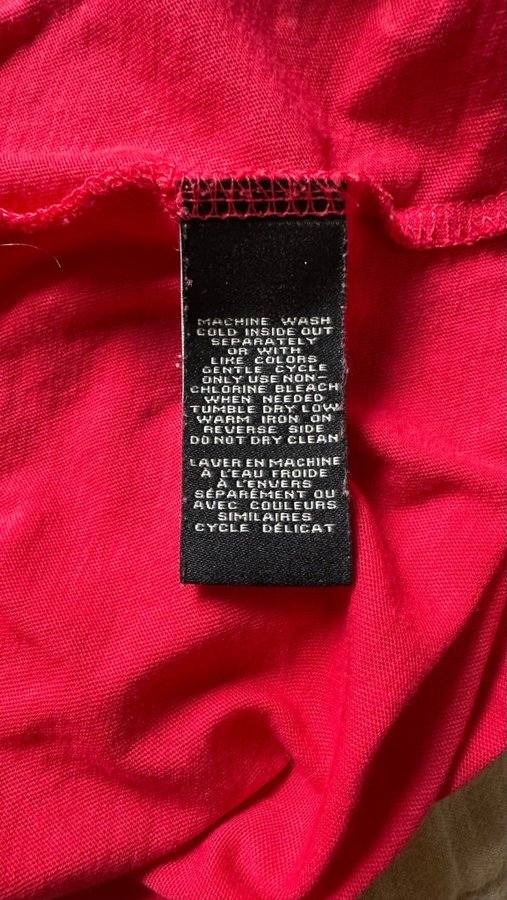 MACHINE WASH
COLD INSIDE OUT
SEPARATELY
OR WITH
LIKE COLORS
GENTLE CYCLE
ONLY USE NON-
CHLORINE BLEACH
WHEN NEEDED
TUMBLE DRY LOW
WARM IRON ON
REVERSE SIDE
DO NOT DRY CLEAN
LAVER EN MACHINE
À L'EAU FROIDE
À L'ENVERS
SÉPARÉMENT OU
AVEC COULEURS
SIMILAIRES
CYCLE DÉLICAT